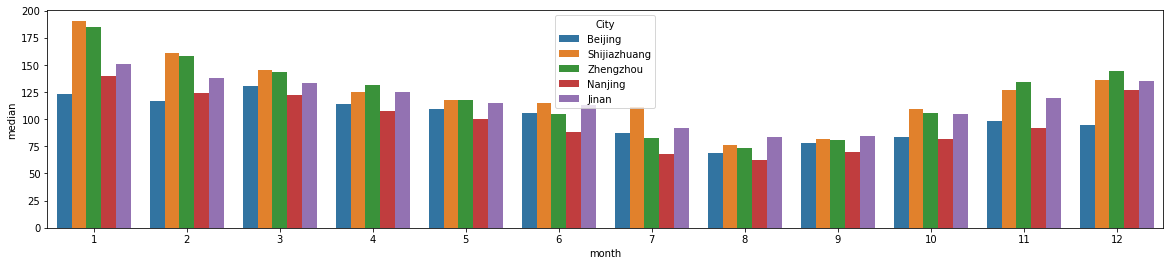 200
175
150
125
100
75
50
25
0
median
City
Beijing
Shijiazhuang
Zhengzhou
Nanjing
Jinan
1 2 3 4 5 6 7 8 9 10 11 12
month